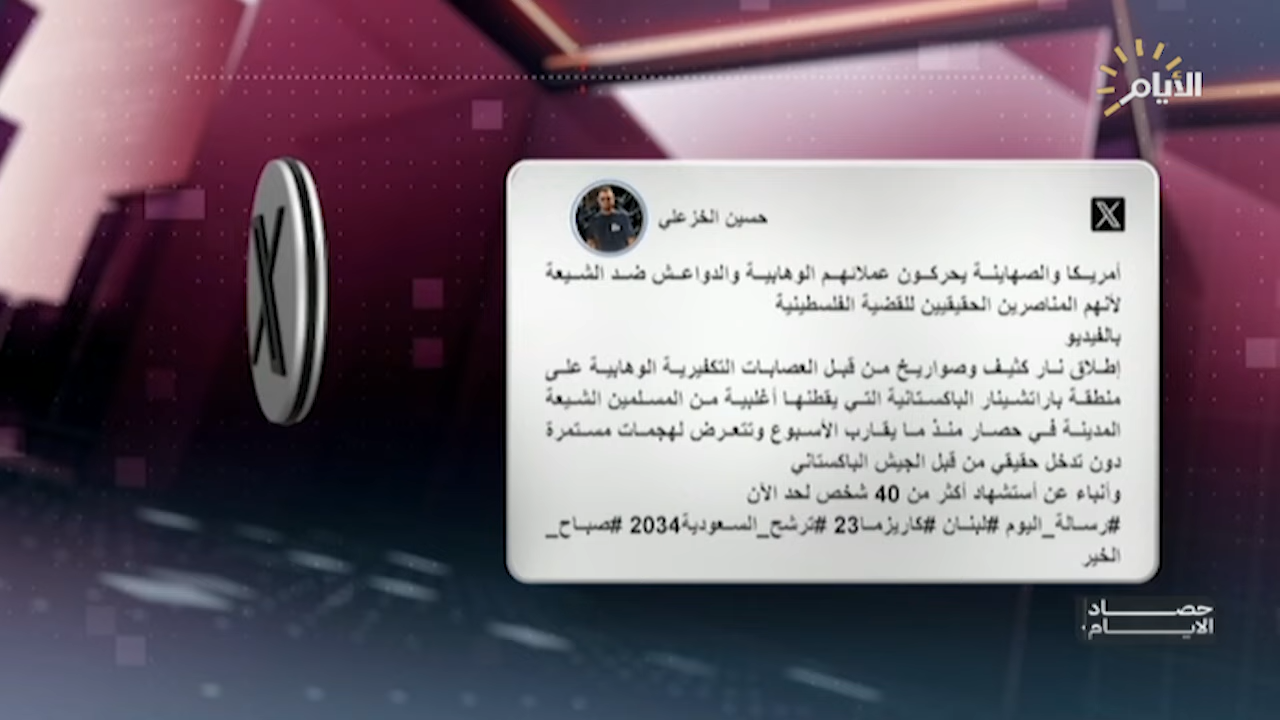 الأيام
حسين الخزعلي
أمريكا والصهاينة يحركون عملائهم الوهابية والدواعش ضد الشيعة
لأنهم المناصرين الحقيقيين للقضية الفلسطينية
بالفيديو
إطلاق نار كثيف وصواريخ من قبل العصابات التكفيرية الوهابية على
منطقة باراتشينار الباكستانية التي يقطنها أغلبية من المسلمين الشيعة
المدينة في حصار منذ ما يقارب الأسبوع وتتعرض لهجمات مستمرة
دون تدخل حقيقي من قبل الجيش الباكستاني
وأنباء عن أستشهاد أكثر من 40 شخص لحد الأن
#رسالة_اليوم #لبنان #كاريزما23 #ترشح_السعودية2034 #صباح_
الخير
حصاد
الايام